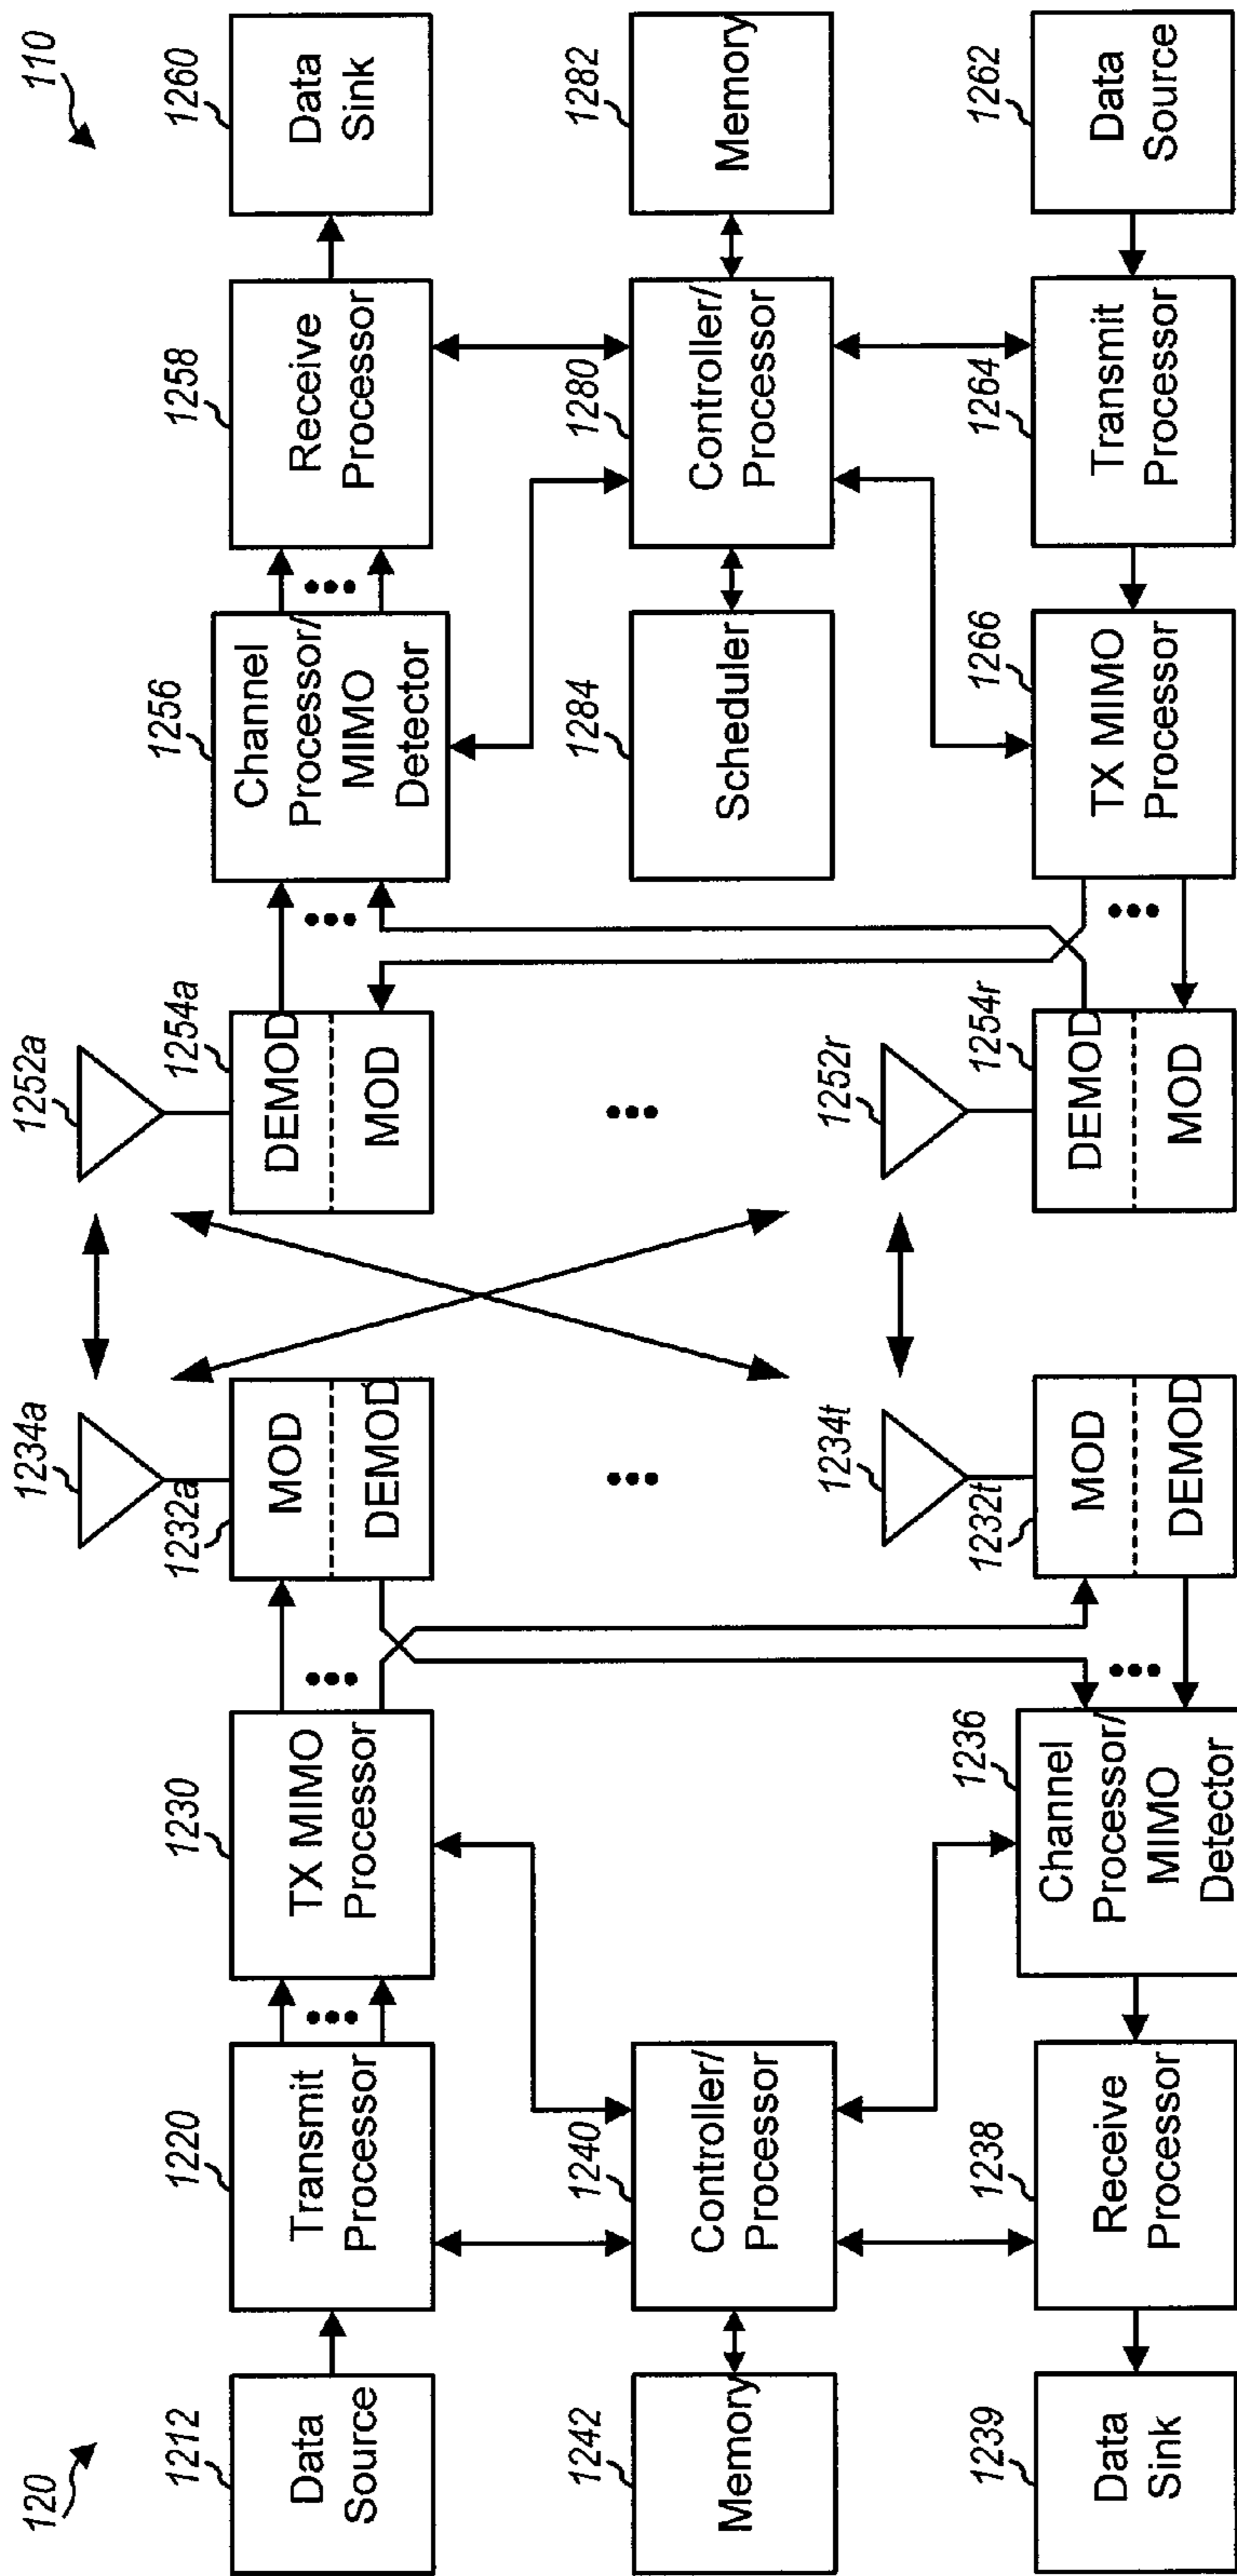 120
110
1212
Data
Source
1220
Transmit
Processor
1230
TX MIMO
Processor
1234a
1232a
MOD
DEMOD
1252a
1254a
DEMOD
MOD
1256
Channel
Processor/
MIMO
Detector
1258
Receive
Processor
1260
Data
Sink
1242
Memory
1240
Controller/
Processor
1284
Scheduler
1280
Controller/
Processor
1282
Memory
1239
Data
Sink
1238
Receive
Processor
1236
Channel
Processor/
MIMO
Detector
1234t
1232t
MOD
DEMOD
1252r
1254r
DEMOD
MOD
1266
TX MIMO
Processor
1264
Transmit
Processor
1262
Data
Source